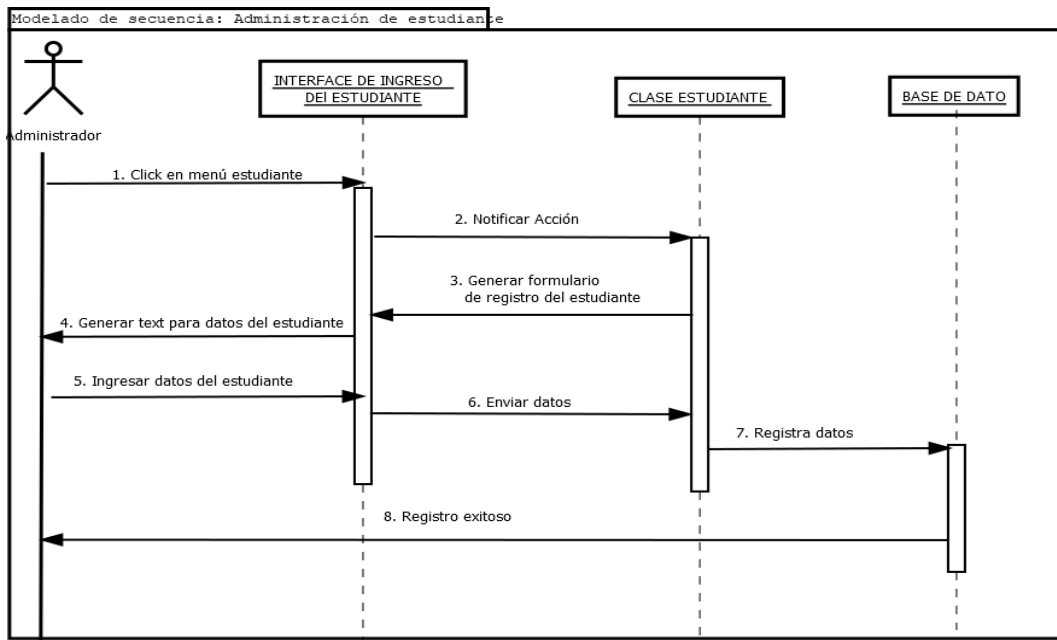 Modelado de secuencia: Administración de estudiante
INTERFACE DE INGRESO
DEl ESTUDIANTE
CLASE ESTUDIANTE
BASE DE DATO
Administrador
1. Click en menú estudiante
2. Notificar Acción
3. Generar formulario
de registro del estudiante
4. Generar text para datos del estudiante
5. Ingresar datos del estudiante
6. Enviar datos
7. Registra datos
8. Registro exitoso